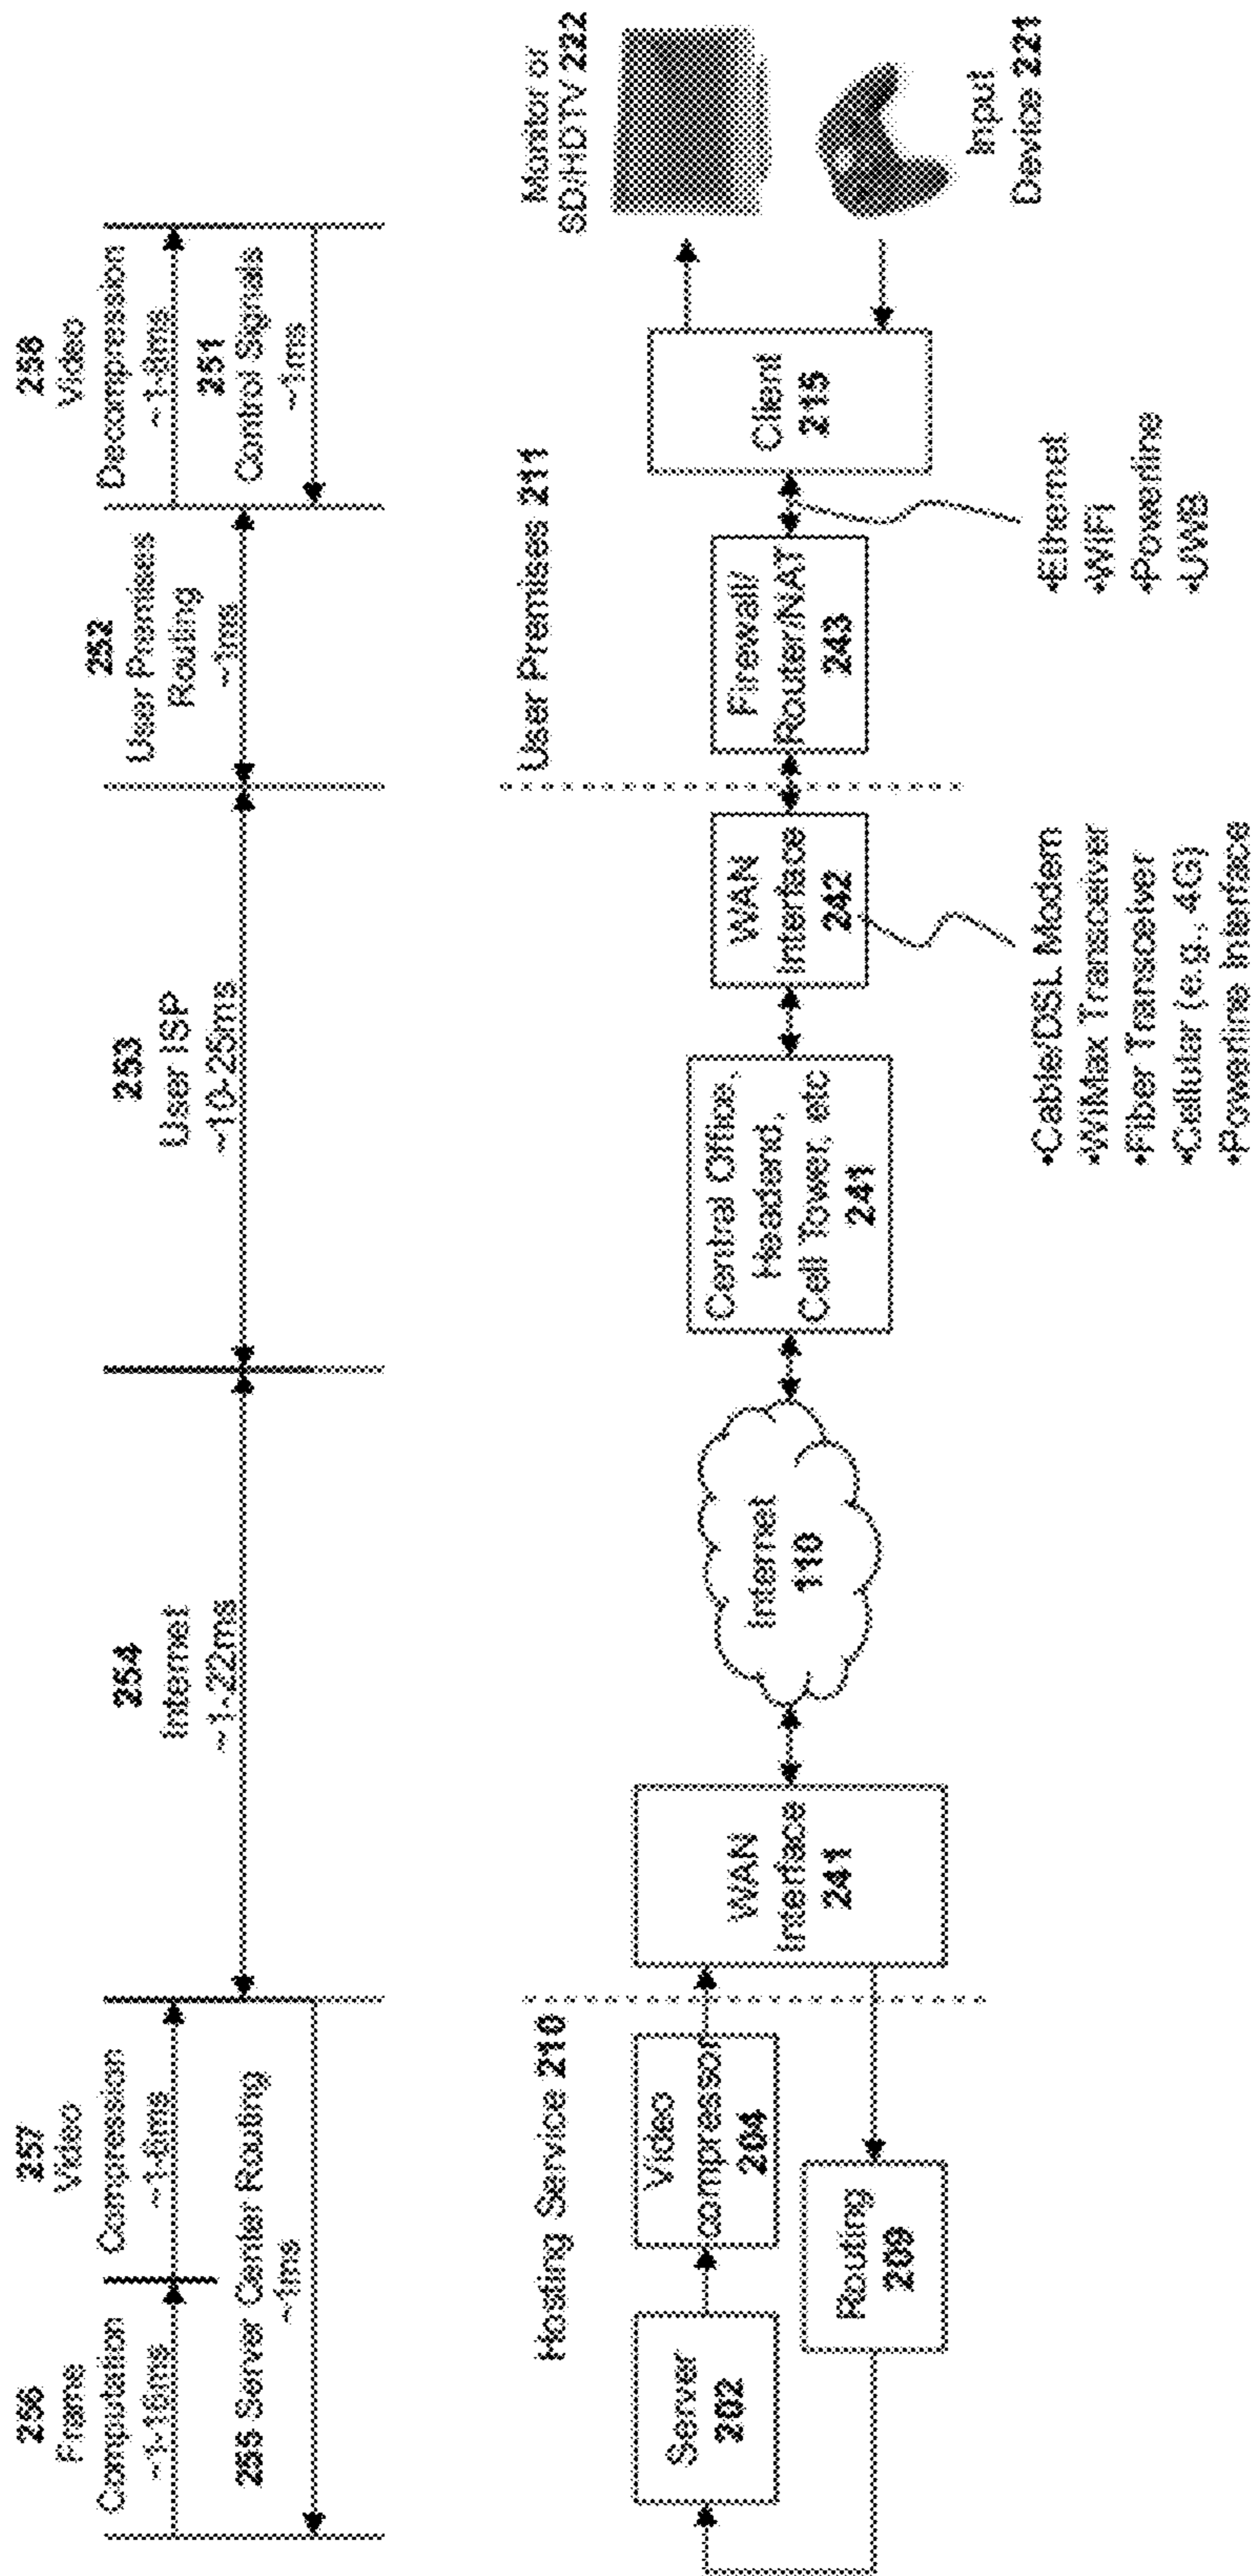 256
Frame
Computation
~1-16ms
257
Video
Compression
~1-8ms
255 Server Center Routing
~1ms
254
Internet
~1-22ms
253
User ISP
~10-25ms
252
User Premises
Routing
~1ms
258
Video
Decompression
~1-8ms
251
Control Signals
~1ms
Hosting Service 210
Server
202
Video
compressor
204
Routing
209
WAN
Interface
241
Internet
110
Central Office,
Headend,
Cell Tower, etc
241
WAN
Interface
242
User Premises 211
Firewall/
Router/NAT
243
Client
215
Monitor or
SD/HDTV 222
Input
Device 221
•Cable/DSL Modem
•WiMax Transceiver
•Fiber Transceiver
•Cellular (e.g., 4G)
•Powerline Interface
•Ethernet
•WiFi
•Powerline
•UWB